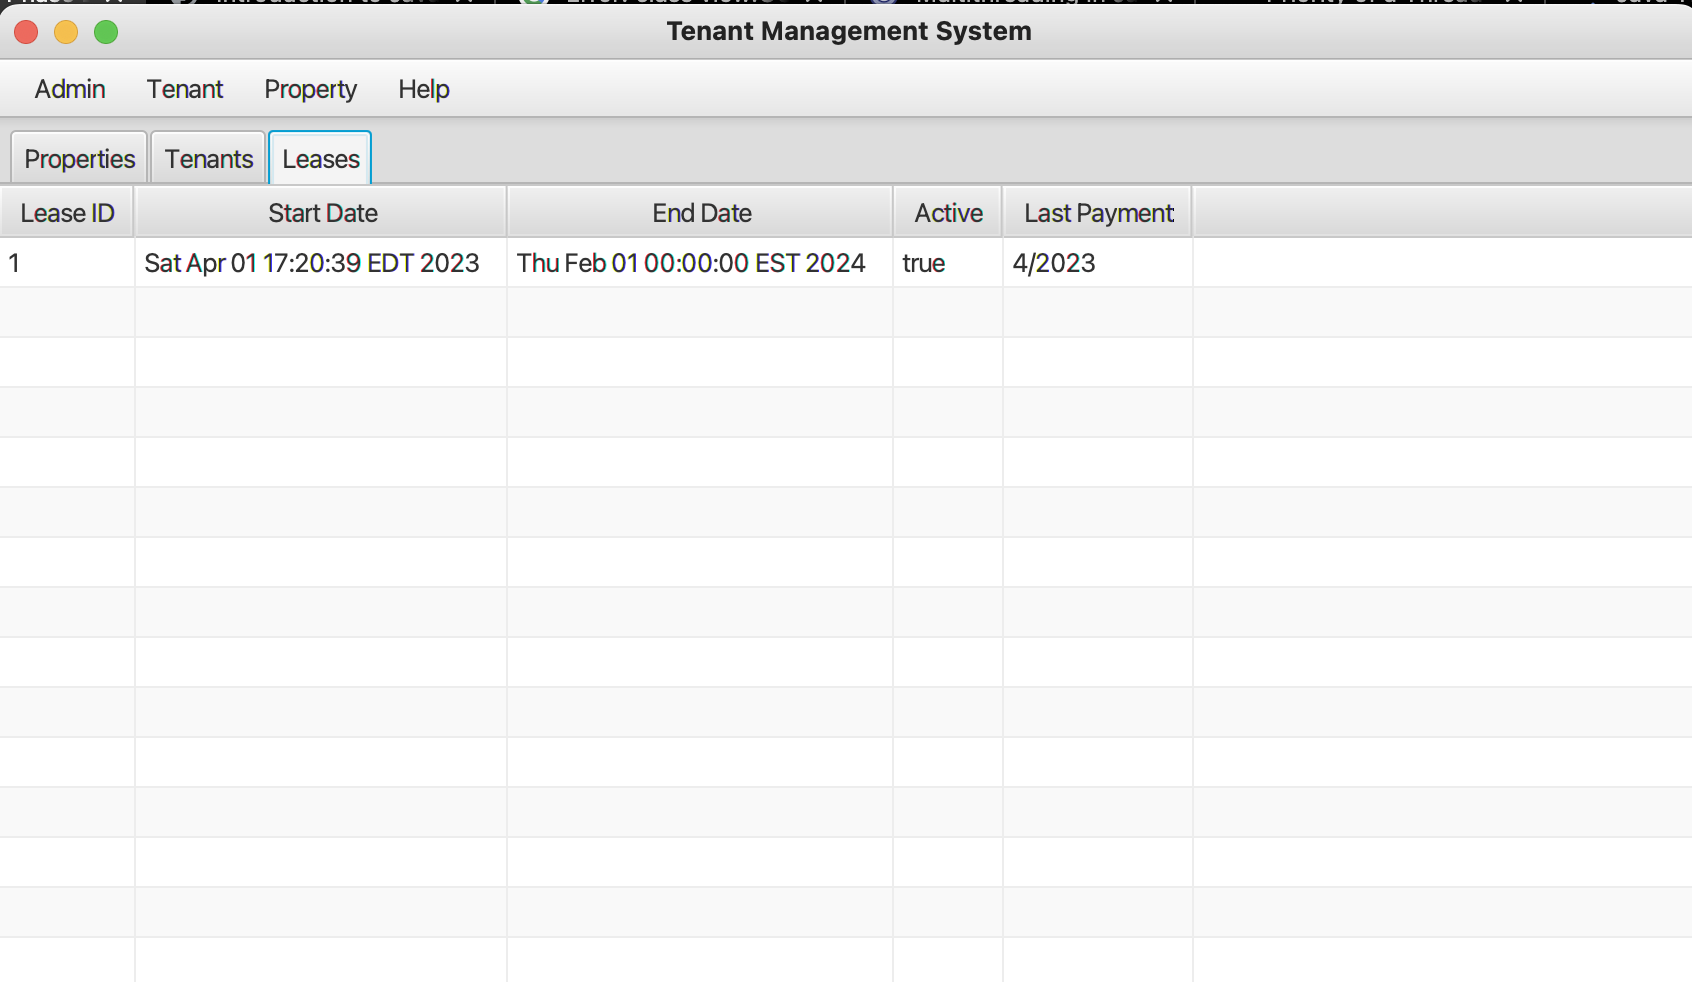 Tenant Management System
Admin Tenant Property Help
Properties Tenants Leases
Lease ID Start Date End Date Active Last Payment
1 Sat Apr 01 17:20:39 EDT 2023 Thu Feb 01 00:00:00 EST 2024 true 4/2023